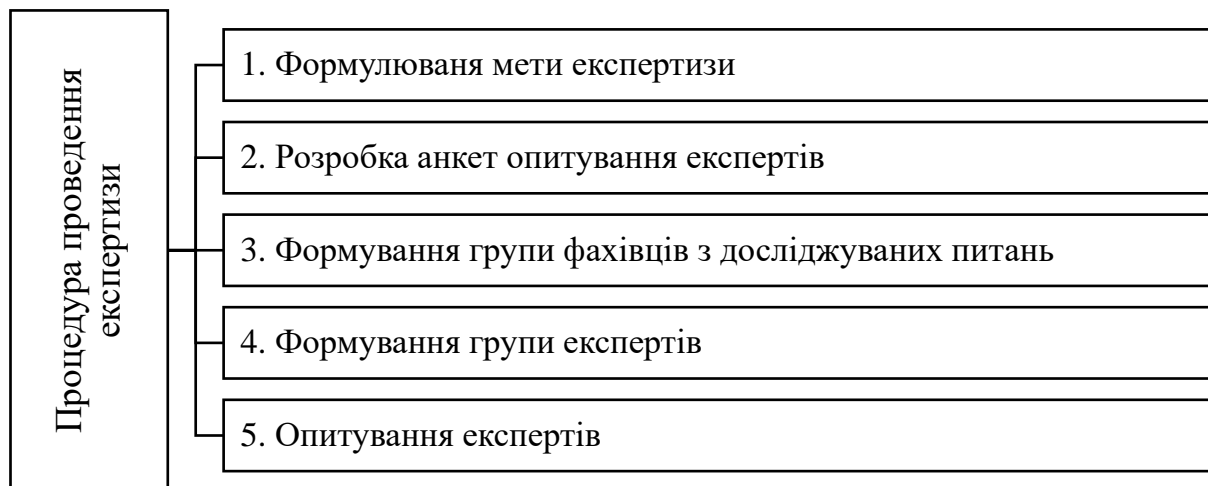 Процедура проведення
експертизи
1. Формулюваня мети експертизи
2. Розробка анкет опитування експертів
3. Формування групи фахівців з досліджуваних питань
4. Формування групи експертів
5. Опитування експертів